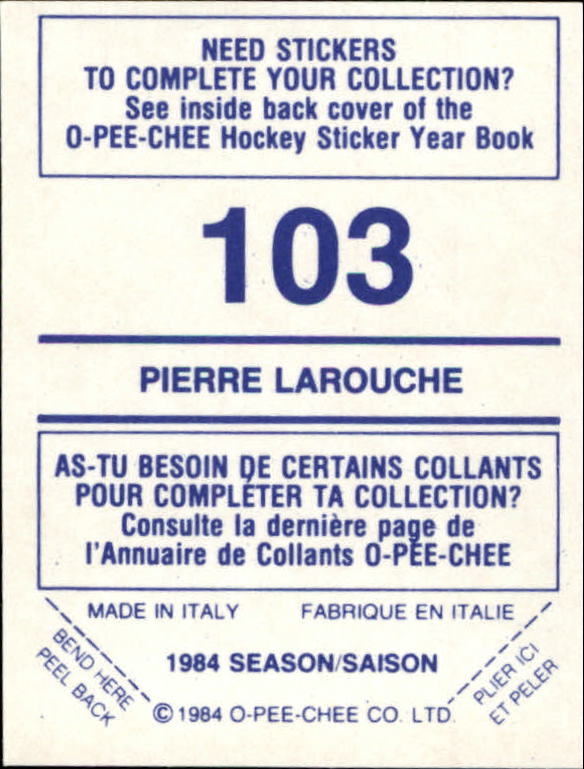 NEED STICKERS
TO COMPLETE YOUR COLLECTION?
See inside back cover of the
O-PEE-CHEE Hockey Sticker Year Book
103
PIERRE LAROUCHE
AS-TU BESOIN DE CERTAINS COLLANTS
POUR COMPLÉTER TA COLLECTION?
Consulte la dernière page de
l'Annuaire de Collants O-PEE-CHEE
MADE IN ITALY FABRIQUE EN ITALIE
BEND HERE
PEEL BACK
1984 SEASON/SAISON
PLIER ICI
ET PELER
© 1984 O-PEE-CHEE CO. LTD.